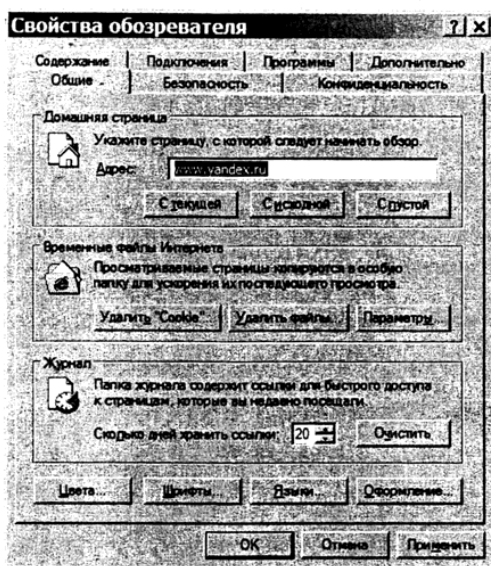 Свойства обозревателя ? X
Содержание Подключения Программы Дополнительно
Общие Безопасность Конфиденциальность
Домашняя страница
Укажите страницу, с которой следует начинать обзор.
Адрес: www.yandex.ru
С текущей С исходной С пустой
Временные файлы Интернета
Просматриваемые страницы копируются в особую
папку для ускорения их последующего просмотра.
Удалить "Cookie"... Удалить файлы... Параметры...
Журнал
Папка журнала содержит ссылки для быстрого доступа
к страницам, которые вы недавно посещали.
Сколько дней хранить ссылки: 20 Очистить
Цвета... Шрифты... Языки... Оформление...
ОК Отмена Применить